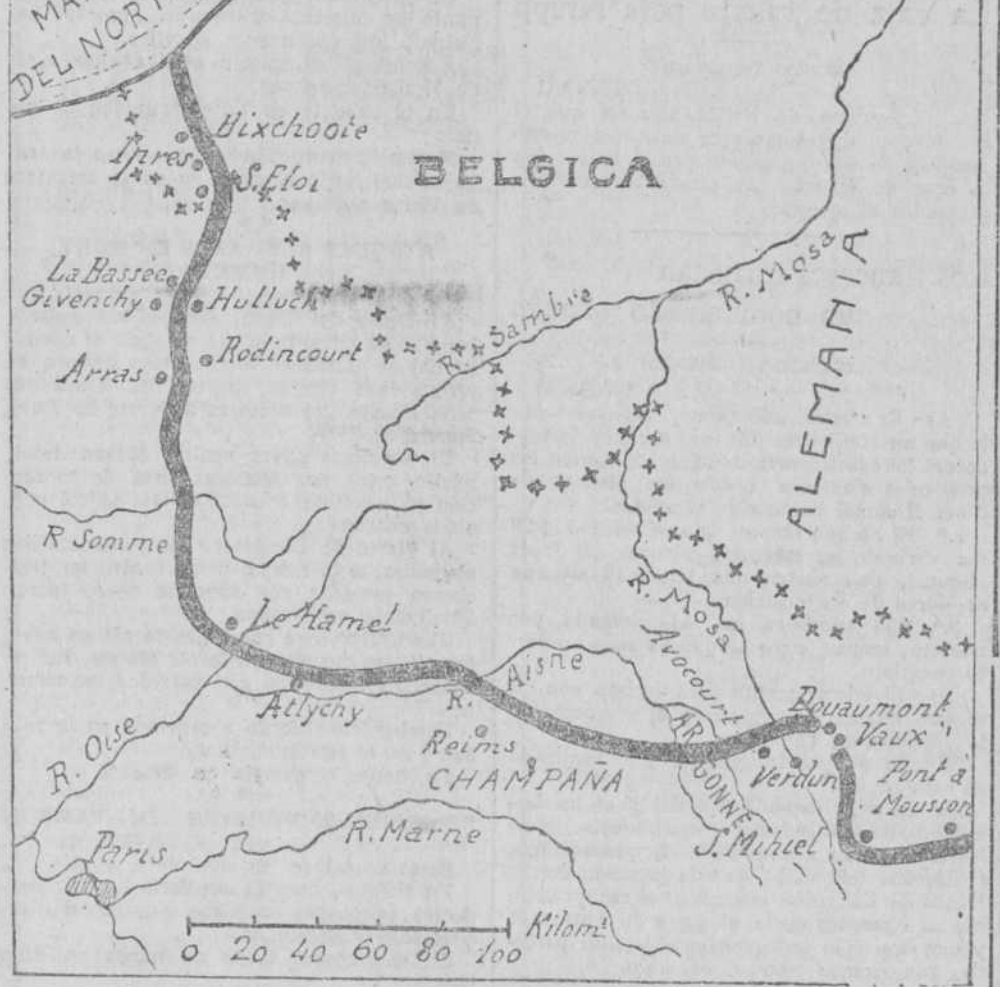 DEL NORT
Bixchoote
Ipres
S. Eloi
BELGICA
La Bassée
Givenchy
Hulluch
Rodincourt
Arras
R. Sambre
R. Mosa
ALEMANIA
R Somme
R. Mosa
Le Hamel
Atlychy
R. Aisne
Avocourt
R. Oise
Reims
CHAMPAÑA
ARGONNE
Douaumont
Vaux
Verdun
Pont à
Mousson
S. Mihiel
R. Marne
Paris
0 20 40 60 80 100
Kilom.